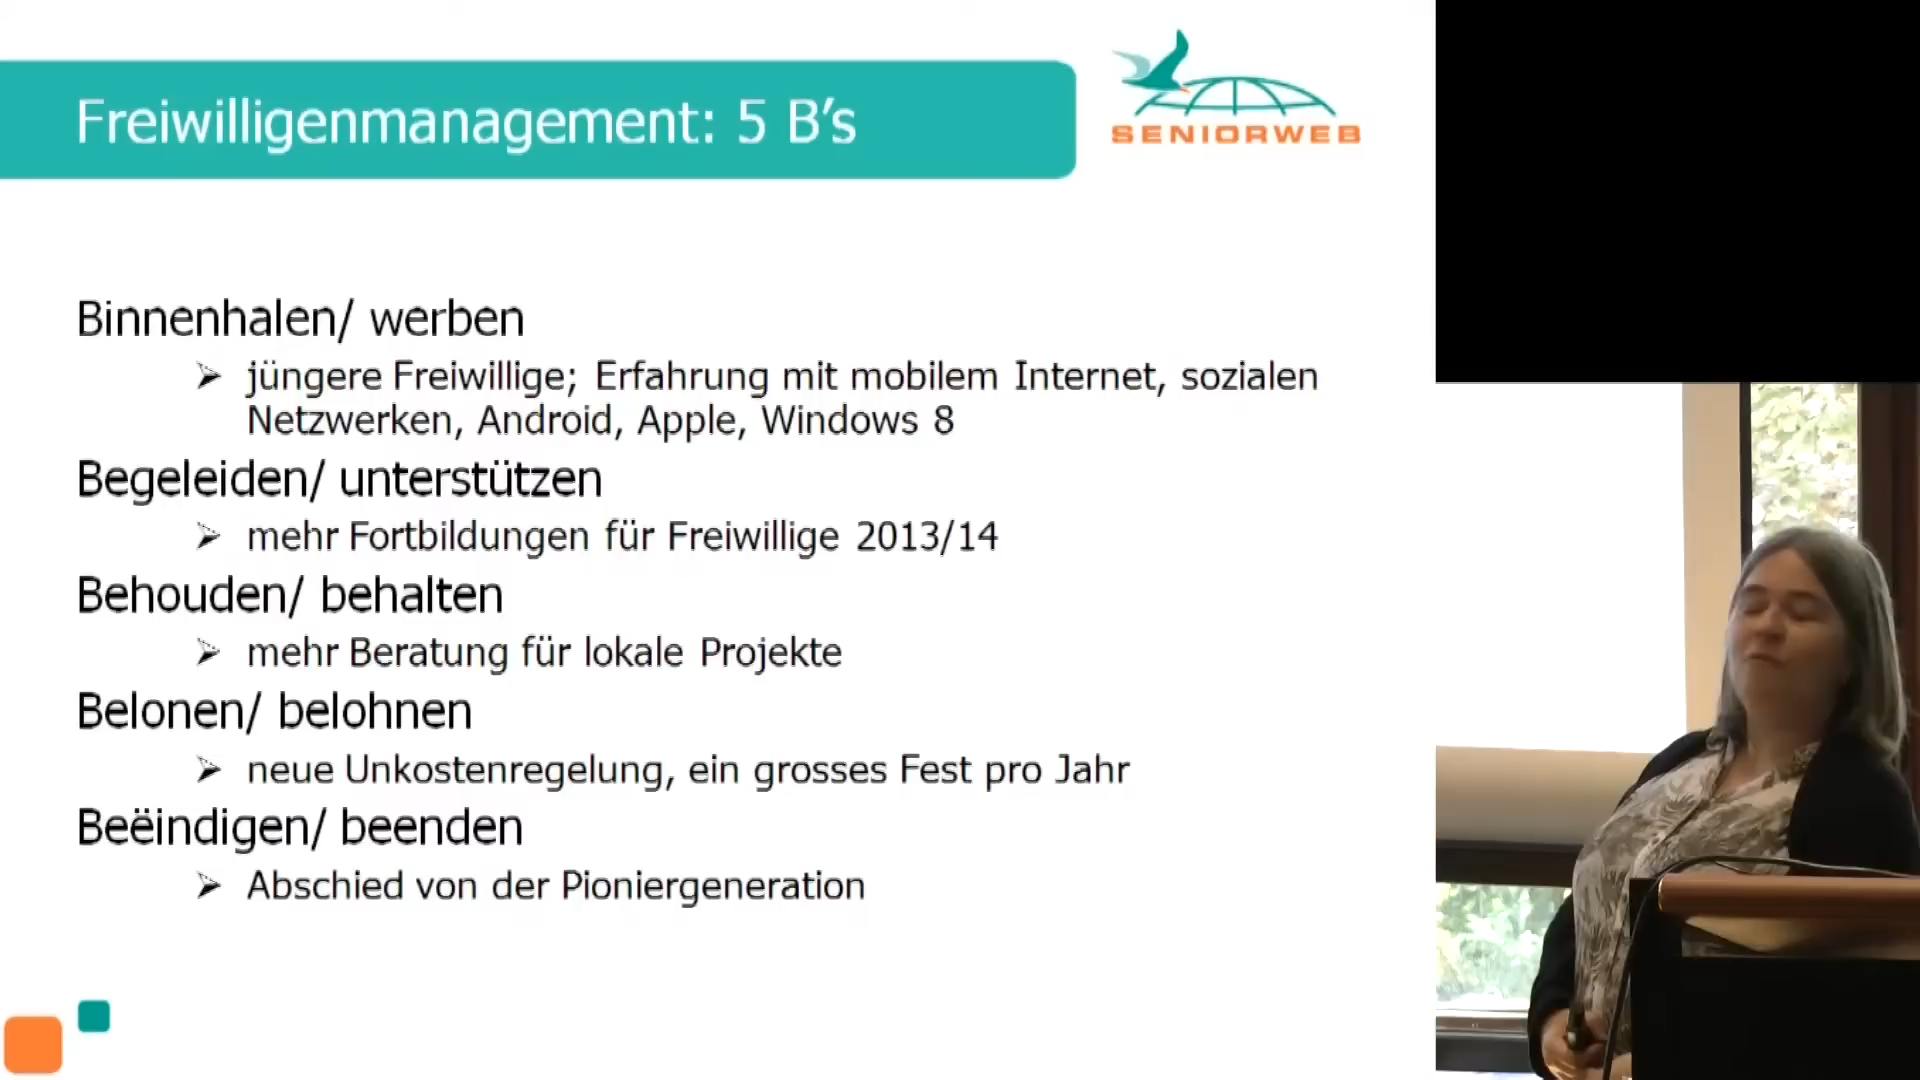 Freiwilligenmanagement: 5 B's
SENIORWEB
Binnenhalen/ werben
jüngere Freiwillige; Erfahrung mit mobilem Internet, sozialen
Netzwerken, Android, Apple, Windows 8
Begeleiden/ unterstützen
mehr Fortbildungen für Freiwillige 2013/14
Behouden/ behalten
mehr Beratung für lokale Projekte
Belonen/ belohnen
neue Unkostenregelung, ein grosses Fest pro Jahr
Beëindigen/ beenden
Abschied von der Pioniergeneration